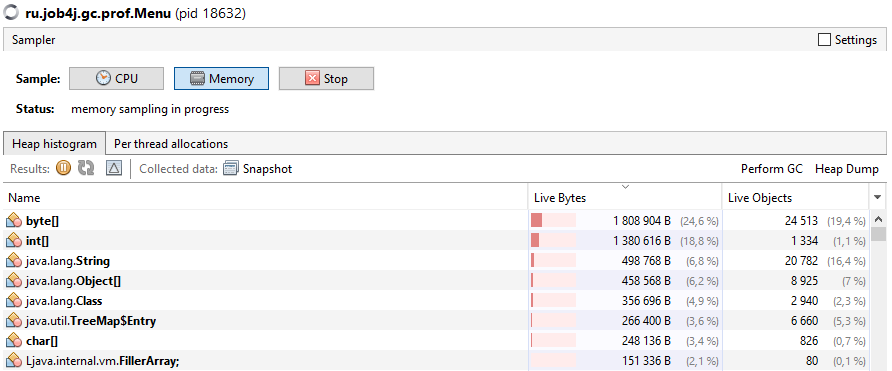 ru.job4j.gc.prof.Menu (pid 18632)
Sampler Settings
Sample: CPU Memory Stop
Status: memory sampling in progress
Heap histogram Per thread allocations
Results: Collected data: Snapshot Perform GC Heap Dump
Name Live Bytes Live Objects
byte[] 1 808 904 B (24,6 %) 24 513 (19,4 %)
int[] 1 380 616 B (18,8 %) 1 334 (1,1 %)
java.lang.String 498 768 B (6,8 %) 20 782 (16,4 %)
java.lang.Object[] 458 568 B (6,2 %) 8 925 (7 %)
java.lang.Class 356 696 B (4,9 %) 2 940 (2,3 %)
java.util.TreeMap$Entry 266 400 B (3,6 %) 6 660 (5,3 %)
char[] 248 136 B (3,4 %) 826 (0,7 %)
Ljava.internal.vm.FillerArray; 151 336 B (2,1 %) 80 (0,1 %)